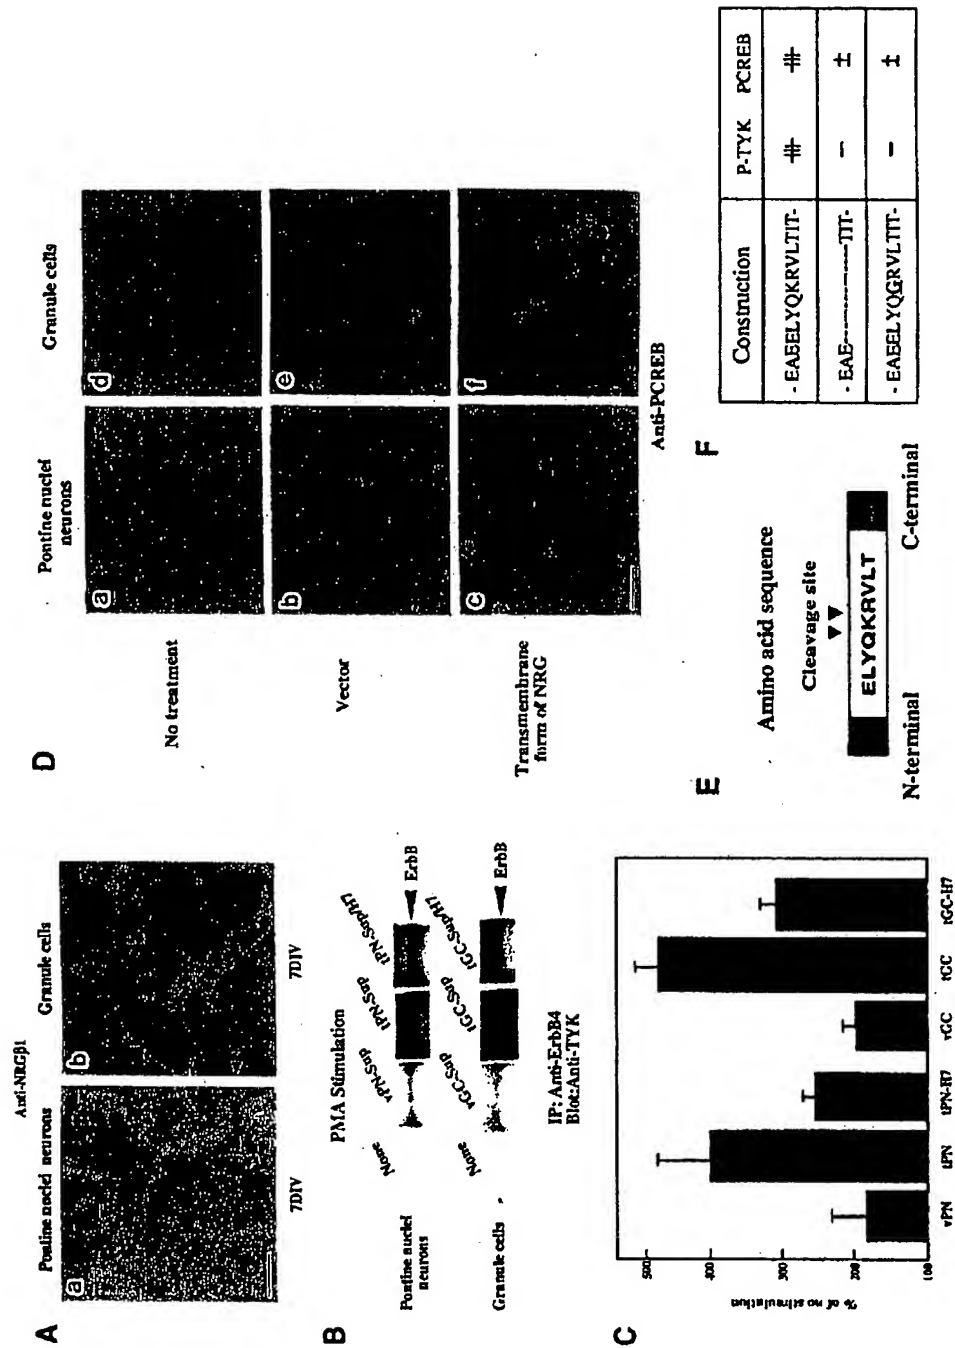 A
Anti-NRGβ1
Pontine nuclei neurons
Granule cells
a
b
7DIV
7DIV
B
PMA Stimulation
None
vPN-Sup
tPN-Sup
tPN-Sup/H7
Pontine nuclei
neurons
ErbB
None
vGC-Sup
tGC-Sup
tGC-Sup/H7
Granule cells
ErbB
IP: Anti-ErbB4
Blot:Anti-TYK
C
% of no stimulation
500
400
300
200
100
vPN
tPN
tPN-H7
vGC
tGC
tGC-H7
D
Pontine nuclei
neurons
Granule cells
No treatment
a
d
Vector
b
e
Transmembrane
form of NRG
c
f
Anti-PCREB
E
Amino acid sequence
Cleavage site
ELYQKRVLT
N-terminal
C-terminal
F
Construction P-TYK PCREB
- EAEELYQKRVLTIT- ⧻ ⧻
- EAE-----------TIT- − ±
- EAEELYQGRVLTIT- − ±